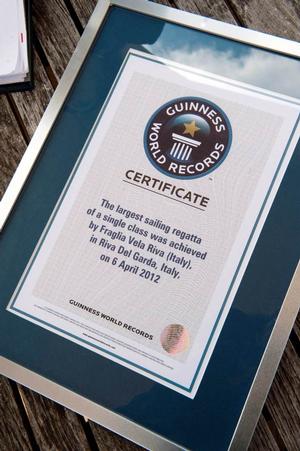 GUINNESS
WORLD RECORDS
CERTIFICATE
The largest sailing regatta
of a single class was achieved
by Fraglia Vela Riva (Italy),
in Riva Del Garda, Italy,
on 6 April 2012
GUINNESS WORLD RECORDS